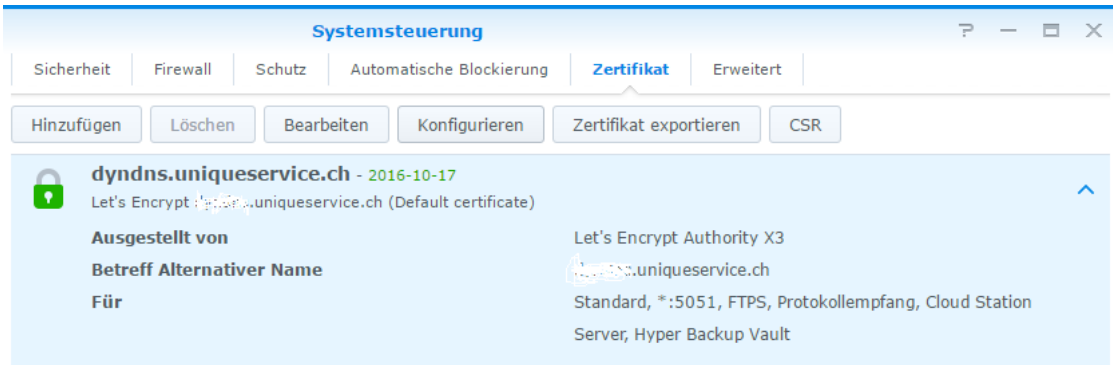 Systemsteuerung
Sicherheit Firewall Schutz Automatische Blockierung Zertifikat Erweitert
Hinzufügen Löschen Bearbeiten Konfigurieren Zertifikat exportieren CSR
dyndns.uniqueservice.ch - 2016-10-17
Let's Encrypt .uniqueservice.ch (Default certificate)
Ausgestellt von Let's Encrypt Authority X3
Betreff Alternativer Name .uniqueservice.ch
Für Standard, *:5051, FTPS, Protokollempfang, Cloud Station
Server, Hyper Backup Vault